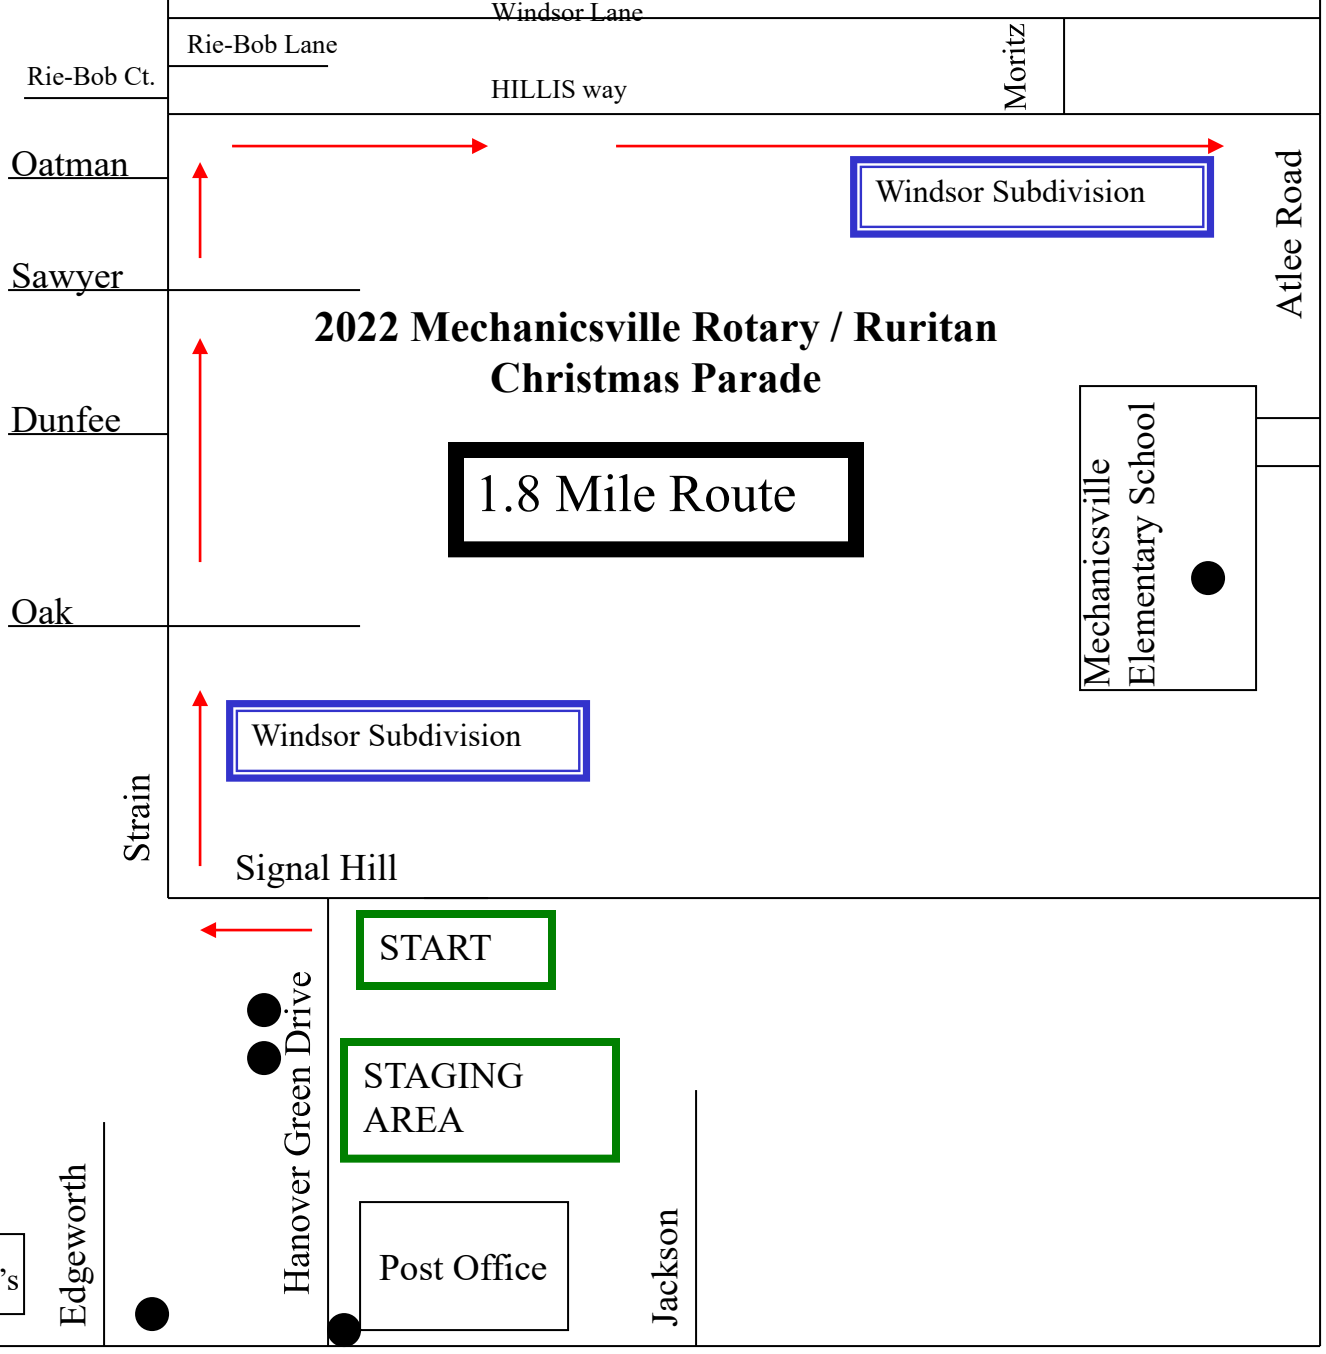 Windsor Lane
Rie-Bob Lane
Moritz
Rie-Bob Ct.
HILLIS way
Oatman
Windsor Subdivision
Atlee Road
Sawyer
2022 Mechanicsville Rotary / Ruritan
Christmas Parade
Dunfee
1.8 Mile Route
Mechanicsville
Elementary School
Oak
Windsor Subdivision
Strain
Signal Hill
START
Hanover Green Drive
STAGING
AREA
Edgeworth
Post Office
Jackson
’s